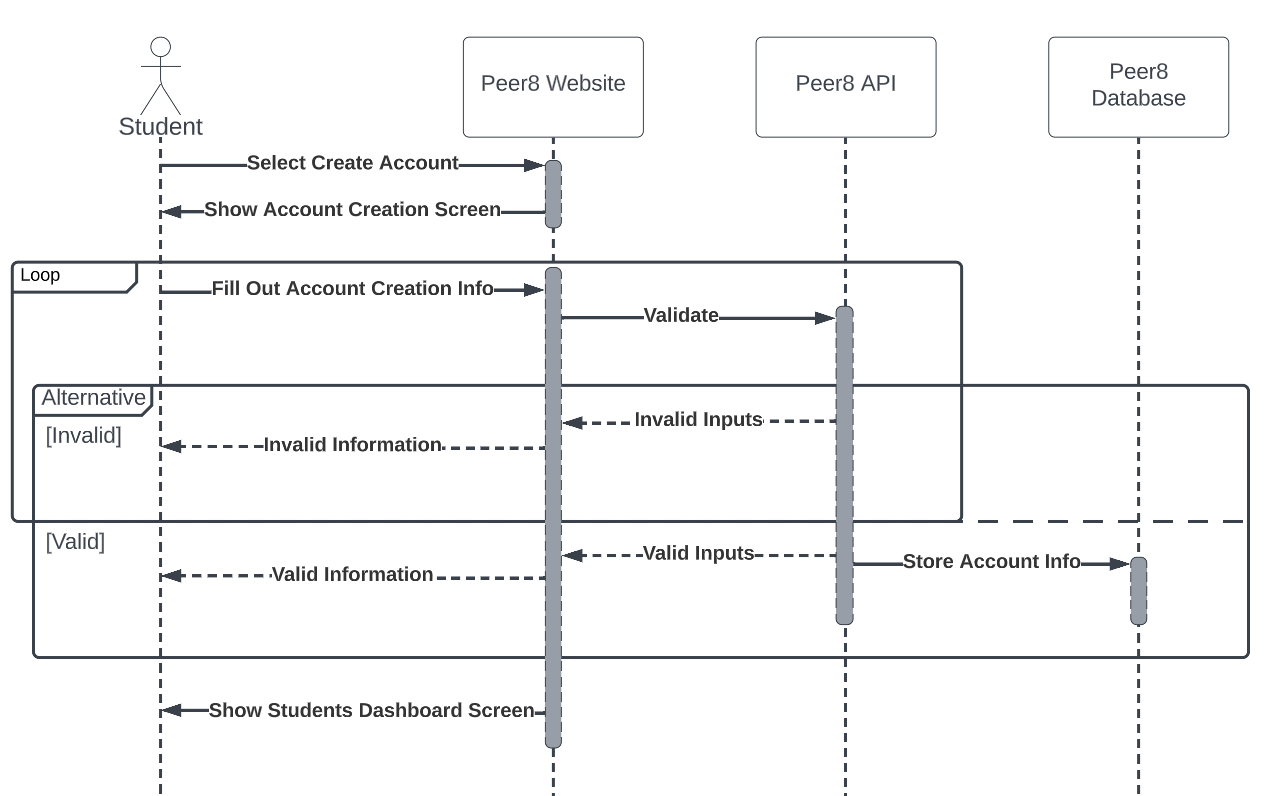 Student
Peer8 Website
Peer8 API
Peer8
Database
Select Create Account
Show Account Creation Screen
Loop
Fill Out Account Creation Info
Validate
Alternative
[Invalid]
Invalid Inputs
Invalid Information
[Valid]
Valid Inputs
Store Account Info
Valid Information
Show Students Dashboard Screen